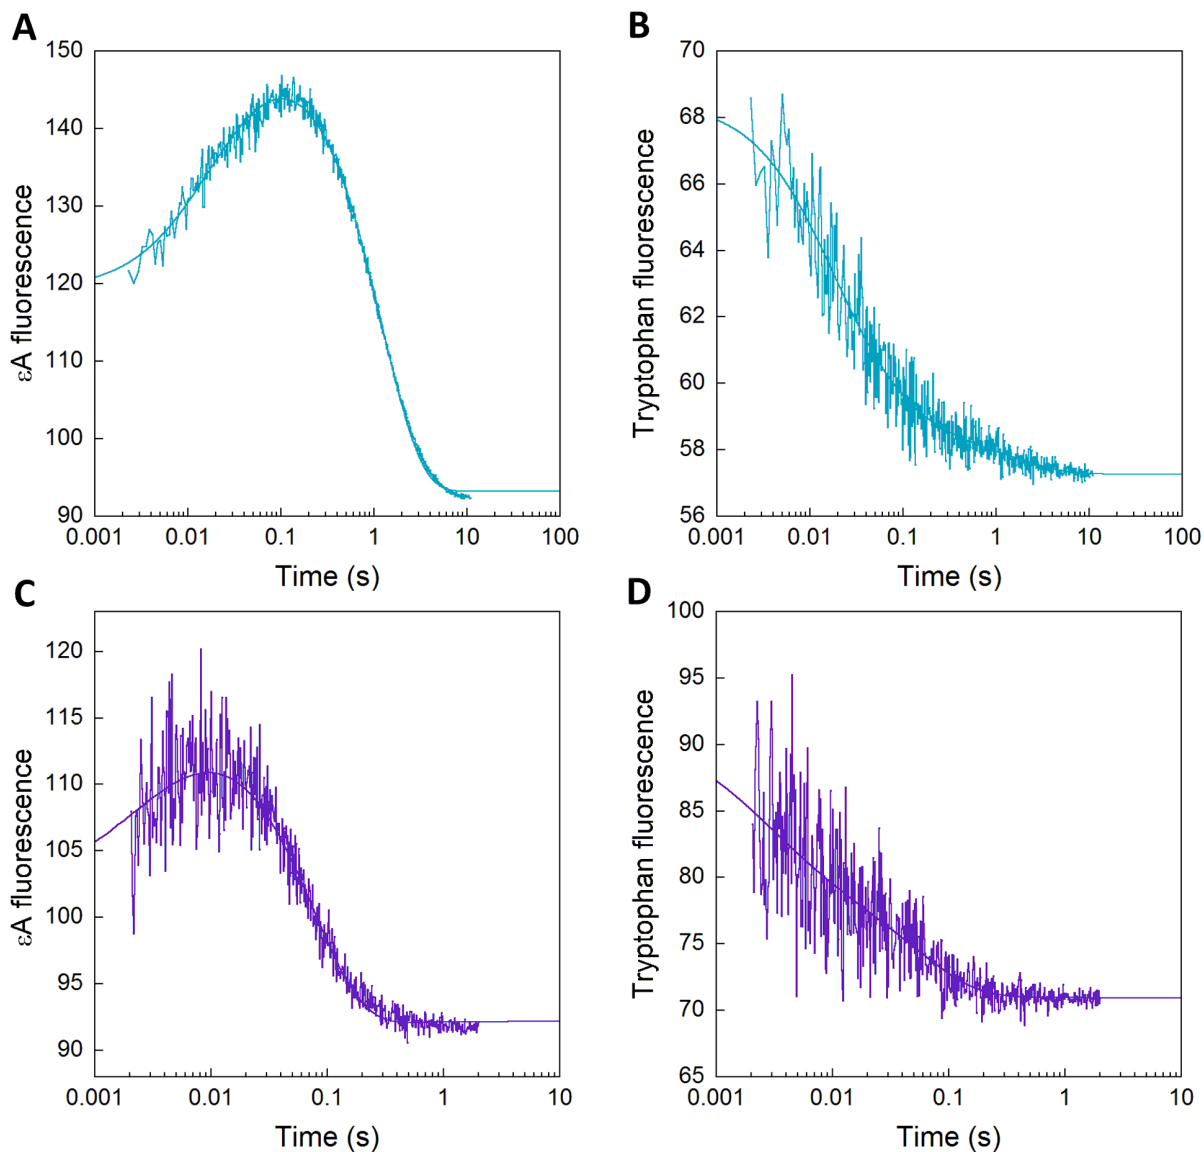 A
150
140
130
120
110
100
90
εA fluorescence
0.001 0.01 0.1 1 10 100
Time (s)
B
70
68
66
64
62
60
58
56
Tryptophan fluorescence
0.001 0.01 0.1 1 10 100
Time (s)
C
120
115
110
105
100
95
90
εA fluorescence
0.001 0.01 0.1 1 10
Time (s)
D
100
95
90
85
80
75
70
65
Tryptophan fluorescence
0.001 0.01 0.1 1 10
Time (s)